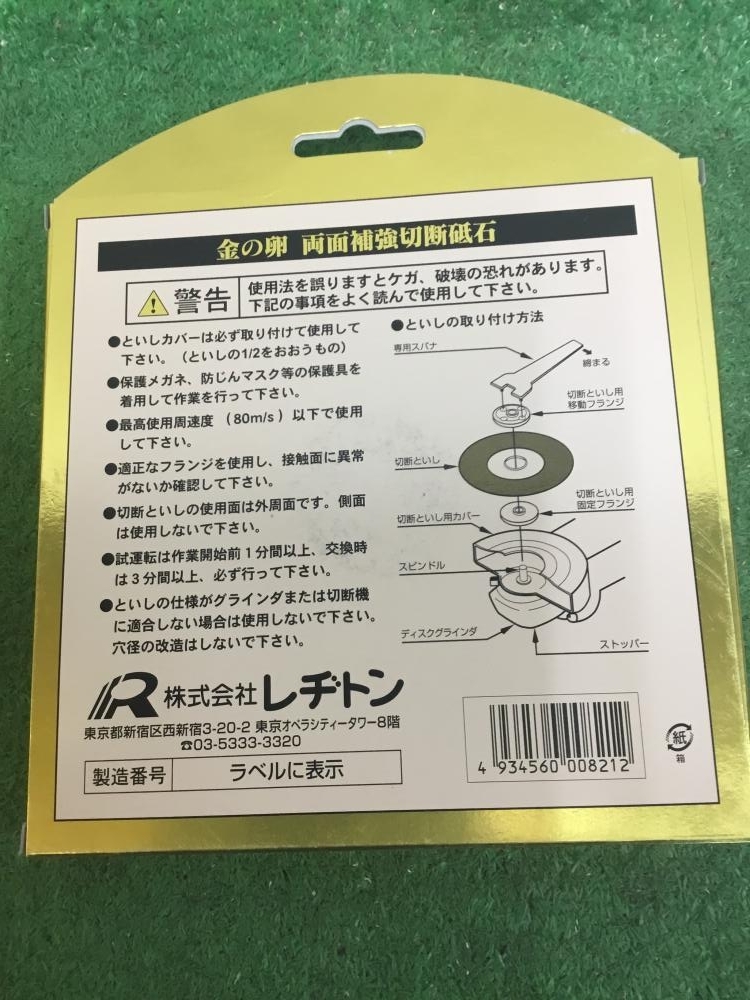 金の卵 両面補強切断砥石
警告
使用法を誤りますとケガ、破壊の恐れがあります。
下記の事項をよく読んで使用して下さい。
●といしカバーは必ず取り付けて使用して
下さい。(といしの1/2をおおうもの)
●保護メガネ、防じんマスク等の保護具を
着用して作業を行って下さい。
●最高使用周速度 (80m/s) 以下で使用
して下さい。
●適正なフランジを使用し、接触面に異常
がないか確認して下さい。
●切断といしの使用面は外周面です。側面
は使用しないで下さい。
●試運転は作業開始前1分間以上、交換時
は3分間以上、必ず行って下さい。
●といしの仕様がグラインダまたは切断機
に適合しない場合は使用しないで下さい。
穴径の改造はしないで下さい。
●といしの取り付け方法
専用スパナ
締まる
切断といし用
移動フランジ
切断といし
切断といし用
固定フランジ
切断といし用カバー
スピンドル
ディスクグラインダ
ストッパー
株式会社レヂトン
東京都新宿区西新宿3-20-2 東京オペラシティータワー8階
☎03-5333-3320
製造番号 ラベルに表示
4 934560 008212
紙
箱